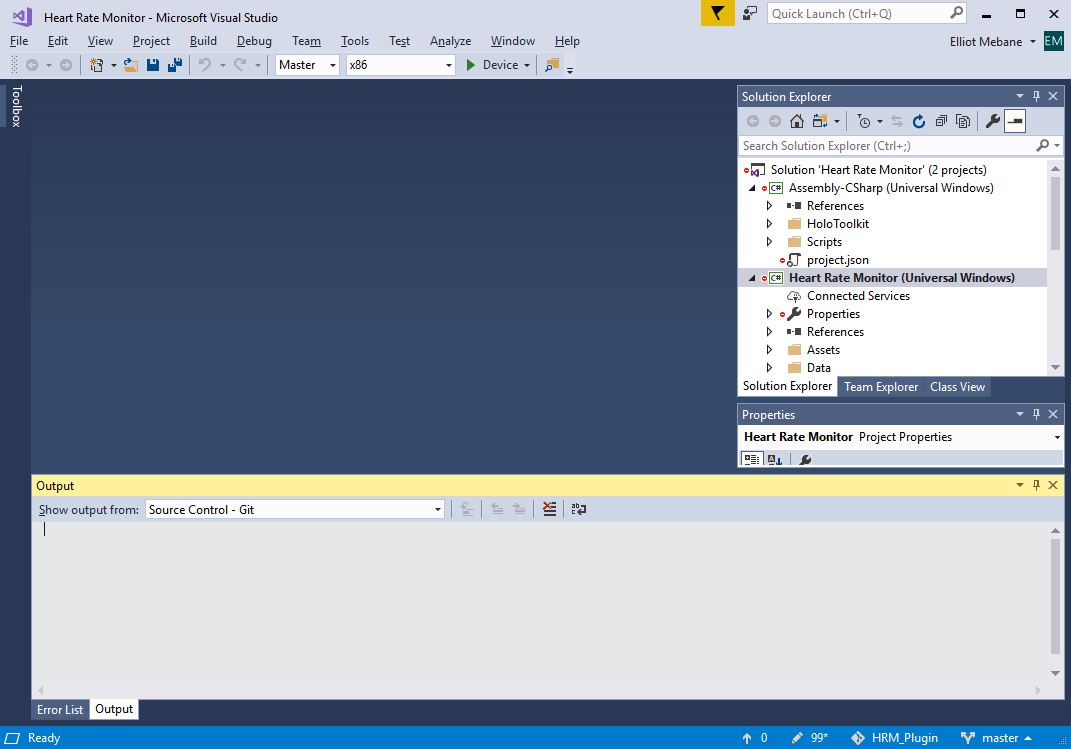 Heart Rate Monitor - Microsoft Visual Studio
Quick Launch (Ctrl+Q)
File Edit View Project Build Debug Team Tools Test Analyze Window Help
Elliot Mebane EM
Master x86 Device
Toolbox
Solution Explorer
Search Solution Explorer (Ctrl+;)
Solution 'Heart Rate Monitor' (2 projects)
C# Assembly-CSharp (Universal Windows)
References
HoloToolkit
Scripts
project.json
C# Heart Rate Monitor (Universal Windows)
Connected Services
Properties
References
Assets
Data
Solution Explorer Team Explorer Class View
Properties
Heart Rate Monitor Project Properties
Output
Show output from: Source Control - Git
Error List Output
Ready
0 99* HRM_Plugin master